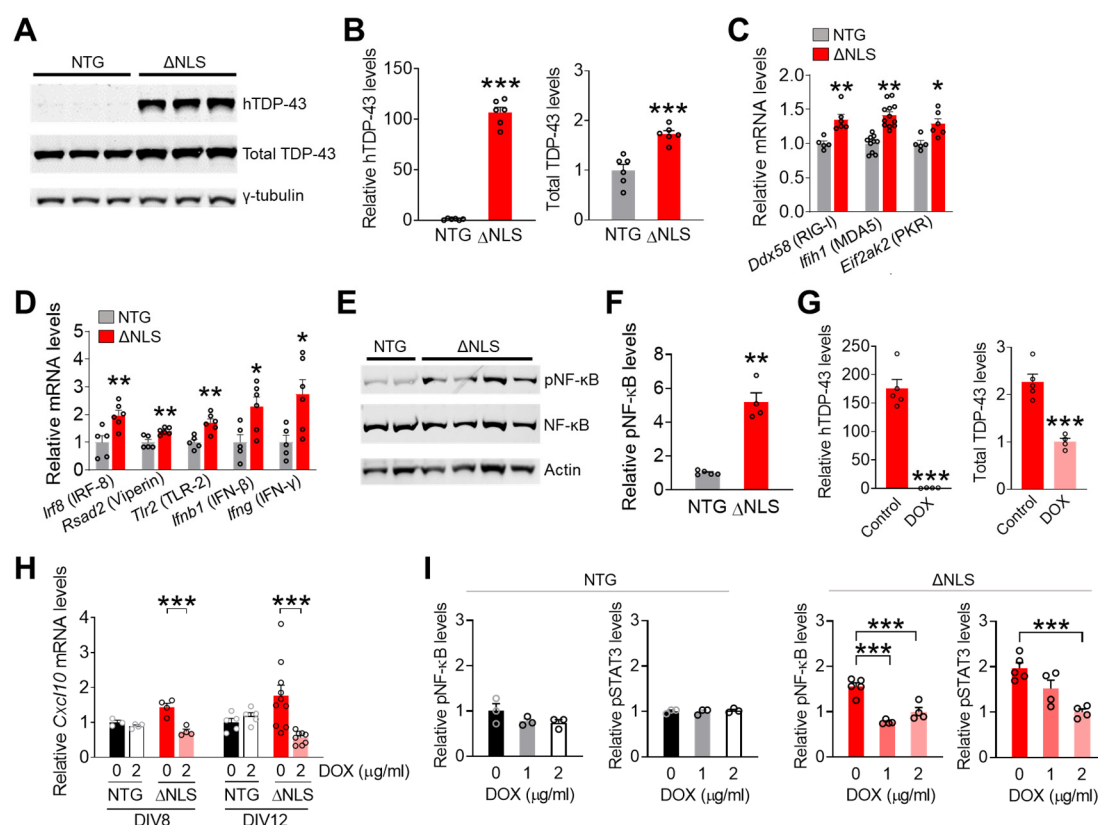 A
NTG
ΔNLS
hTDP-43
Total TDP-43
γ-tubulin
B
Relative hTDP-43 levels
150
100
50
0
***
NTG ΔNLS
Total TDP-43 levels
3
2
1
0
***
NTG ΔNLS
C
NTG
ΔNLS
Relative mRNA levels
2.0
1.5
1.0
0.5
0.0
** ** *
Ddx58 (RIG-I)
Ifih1 (MDA5)
Eif2ak2 (PKR)
D
NTG
ΔNLS
Relative mRNA levels
5
4
3
2
1
0
** ** ** * *
Irf8 (IRF-8)
Rsad2 (Viperin)
Tlr2 (TLR-2)
Ifnb1 (IFN-β)
Ifng (IFN-γ)
E
NTG
ΔNLS
pNF-κB
NF-κB
Actin
F
Relative pNF-κB levels
8
6
4
2
0
**
NTG ΔNLS
G
Relative hTDP-43 levels
300
250
200
150
100
50
0
***
Control
DOX
Total TDP-43 levels
3
2
1
0
***
Control
DOX
H
Relative Cxcl10 mRNA levels
4
3
2
1
0
*** ***
0 2 0 2 0 2 0 2 DOX (μg/ml)
NTG ΔNLS NTG ΔNLS
DIV8 DIV12
I
NTG
ΔNLS
Relative pNF-κB levels
3
2
1
0
0 1 2
DOX (μg/ml)
Relative pSTAT3 levels
3
2
1
0
0 1 2
DOX (μg/ml)
Relative pNF-κB levels
3
2
1
0
***
***
0 1 2
DOX (μg/ml)
Relative pSTAT3 levels
3
2
1
0
***
0 1 2
DOX (μg/ml)